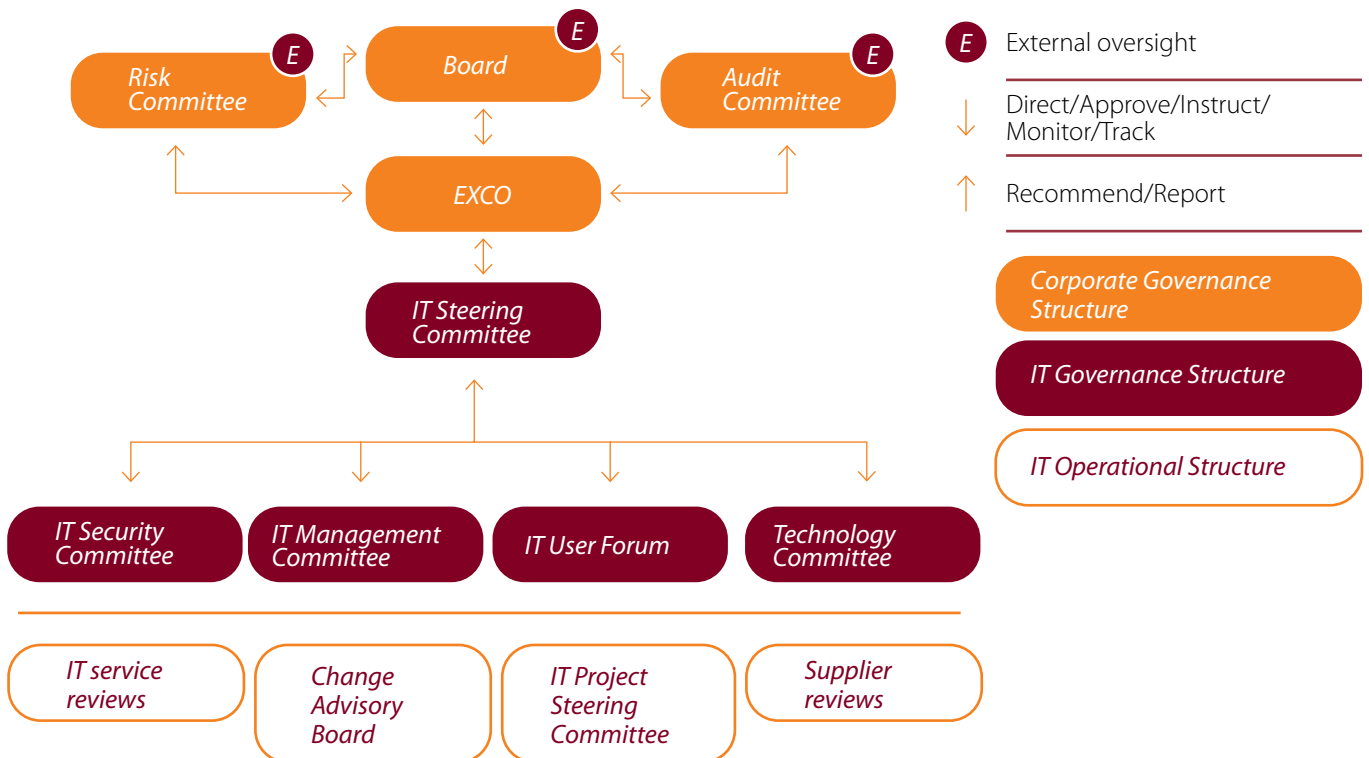 E
Risk
Committee
E
Board
E
Audit
Committee
EXCO
IT Steering
Committee
IT Security
Committee
IT Management
Committee
IT User Forum
Technology
Committee
IT service
reviews
Change
Advisory
Board
IT Project
Steering
Committee
Supplier
reviews
E
External oversight
Direct/Approve/Instruct/
Monitor/Track
Recommend/Report
Corporate Governance
Structure
IT Governance Structure
IT Operational Structure